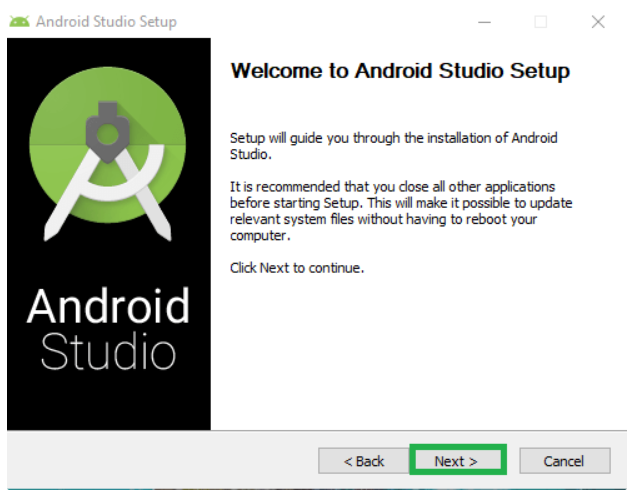 Android Studio Setup
Welcome to Android Studio Setup
Setup will guide you through the installation of Android
Studio.
It is recommended that you close all other applications
before starting Setup. This will make it possible to update
relevant system files without having to reboot your
computer.
Click Next to continue.
Android
Studio
< Back
Next >
Cancel